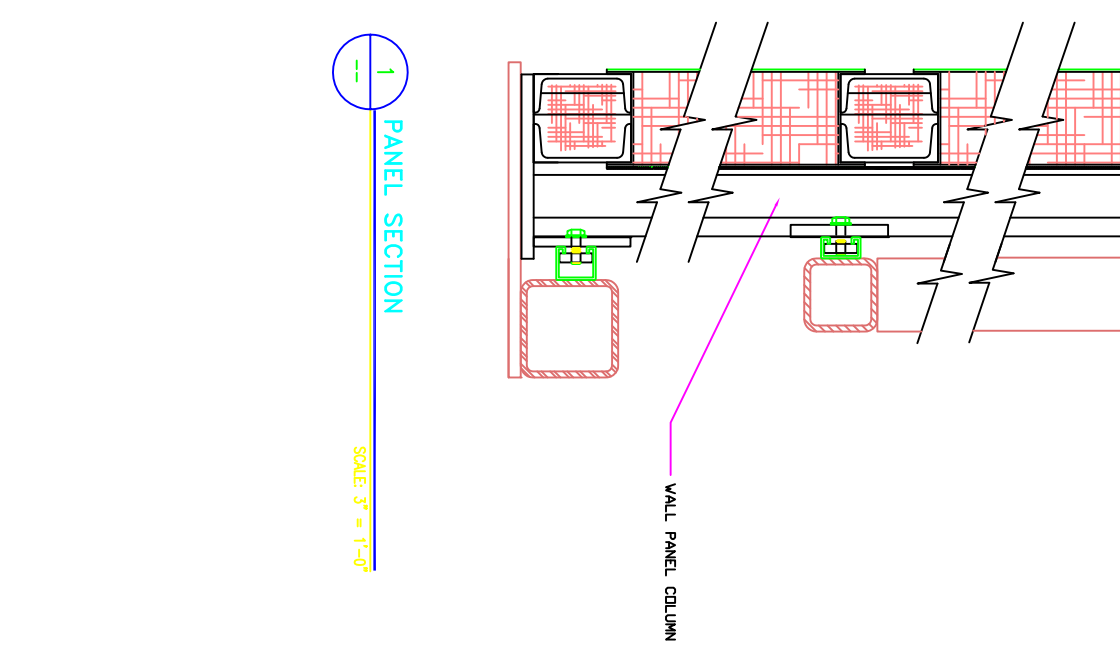 1
--
PANEL SECTION
SCALE: 3" = 1'-0"
WALL PANEL COLUMN